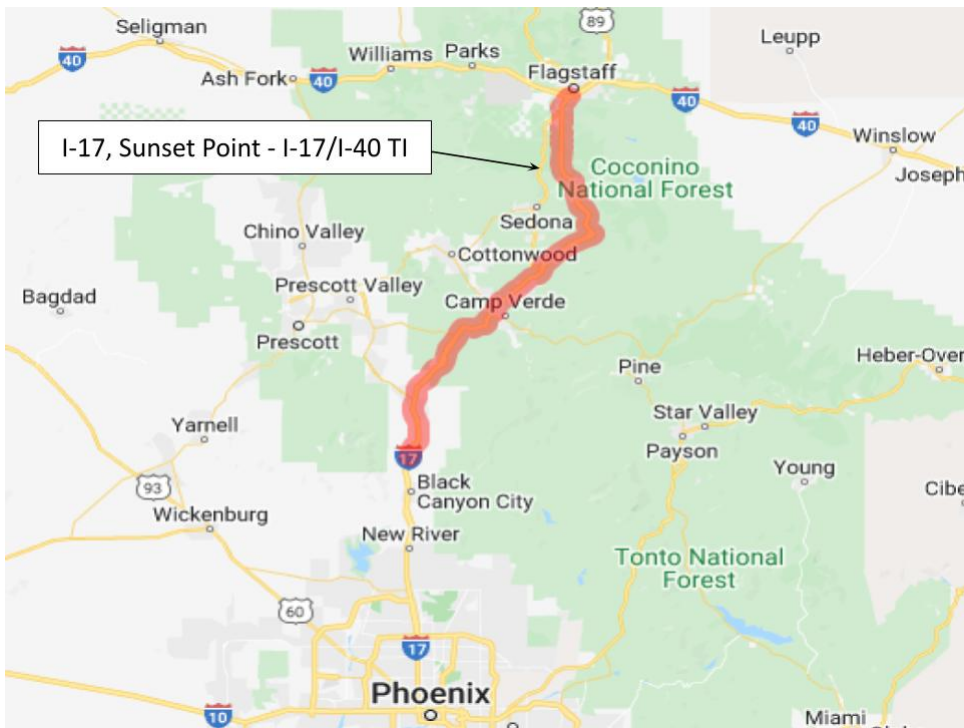 Seligman
89
Leupp
Williams
Parks
40
Flagstaff
Ash Fork
40
40
40
I-17, Sunset Point - I-17/I-40 TI
Winslow
Coconino
National Forest
Joseph
Sedona
Chino Valley
Cottonwood
Prescott Valley
Bagdad
Camp Verde
Prescott
Heber-Over
Pine
Star Valley
Yarnell
Payson
17
Young
93
Black
Canyon City
Cibe
Wickenburg
New River
Tonto National
Forest
60
17
Phoenix
10
Miami